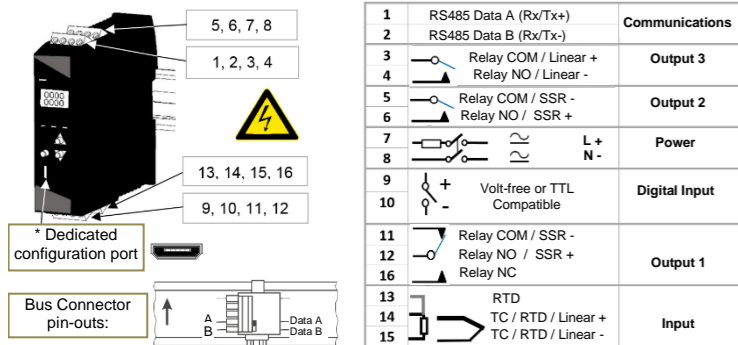 5, 6, 7, 8
1, 2, 3, 4
0000
0000
13, 14, 15, 16
9, 10, 11, 12
* Dedicated
configuration port
Bus Connector
pin-outs:
A
B
Data A
Data B
1 RS485 Data A (Rx/Tx+) Communications
2 RS485 Data B (Rx/Tx-)
3 Relay COM / Linear + Output 3
4 Relay NO / Linear -
5 Relay COM / SSR - Output 2
6 Relay NO / SSR +
7 L + Power
8 N -
9 + Volt-free or TTL Digital Input
10 - Compatible
11 Relay COM / SSR - Output 1
12 Relay NO / SSR +
16 Relay NC
13 RTD Input
14 TC / RTD / Linear +
15 TC / RTD / Linear -